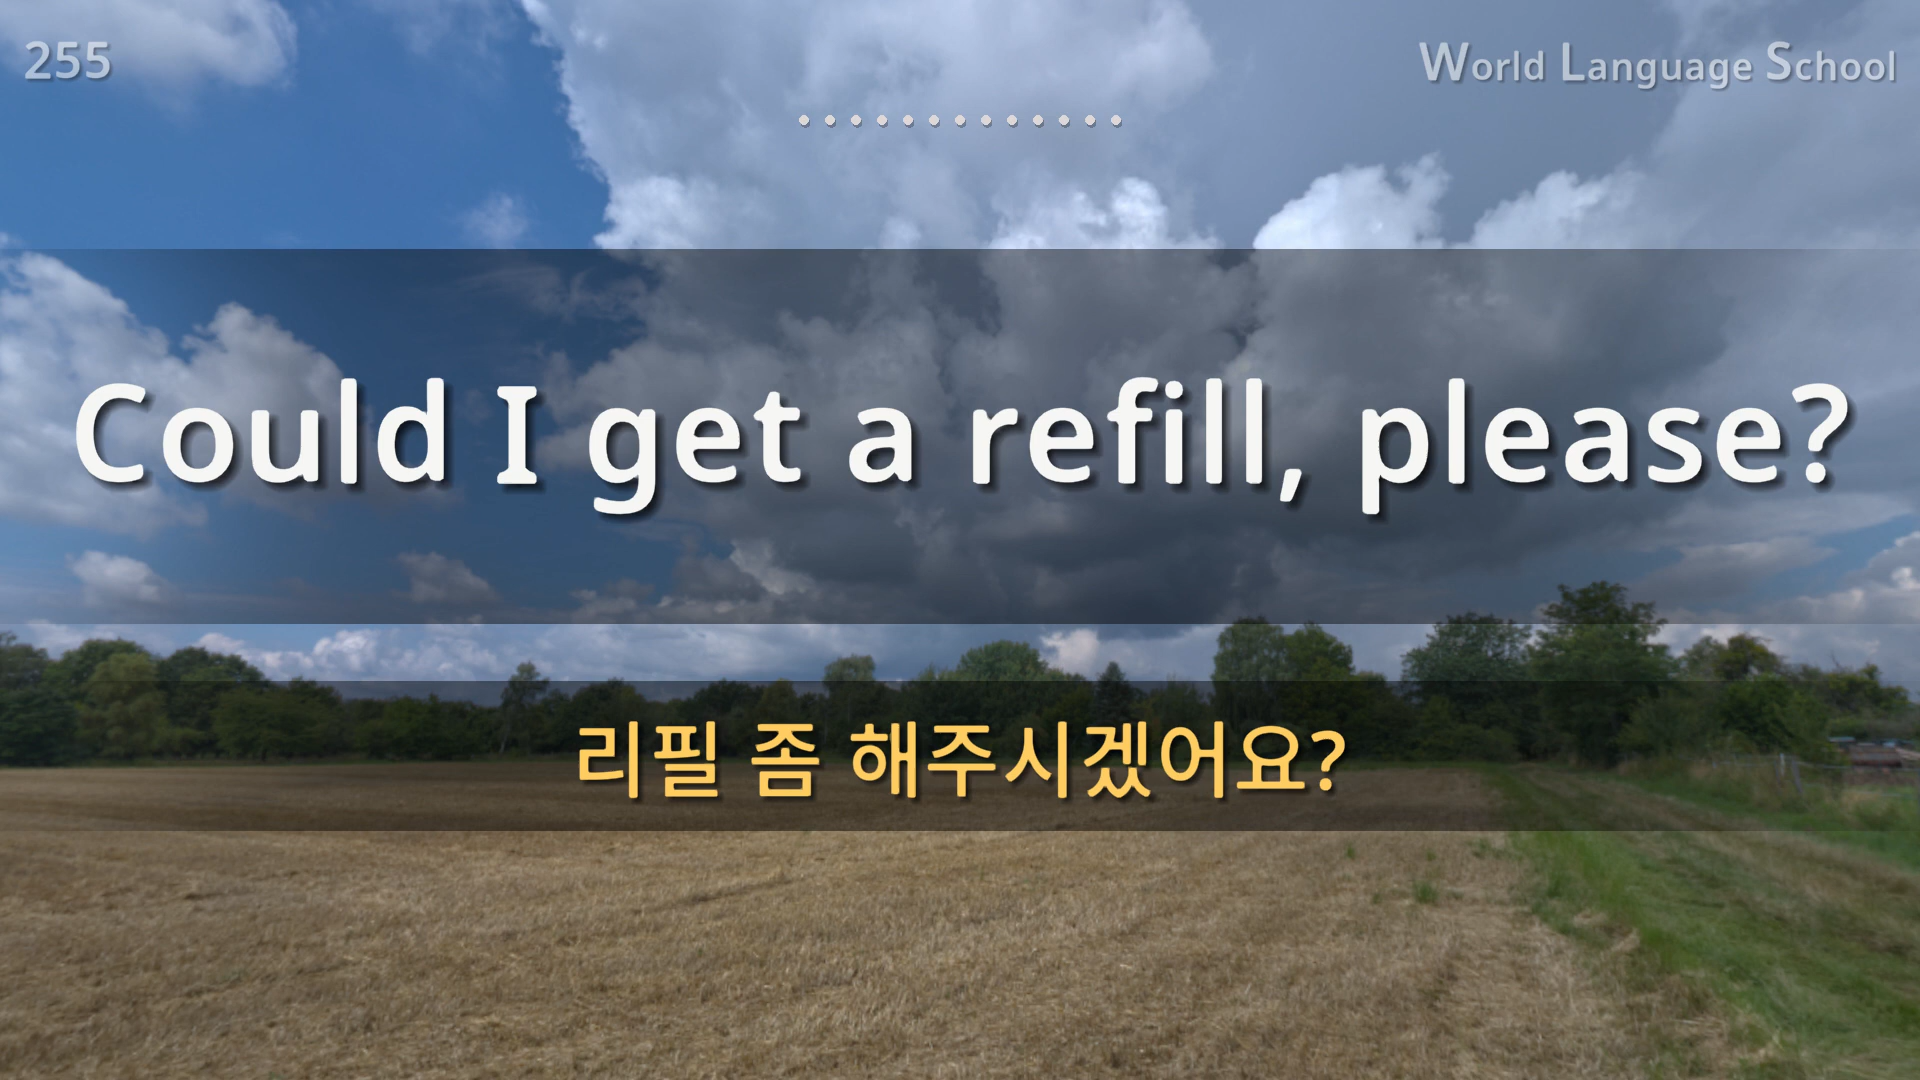 255
World Language School
Could I get a refill, please?
리필 좀 해주시겠어요?